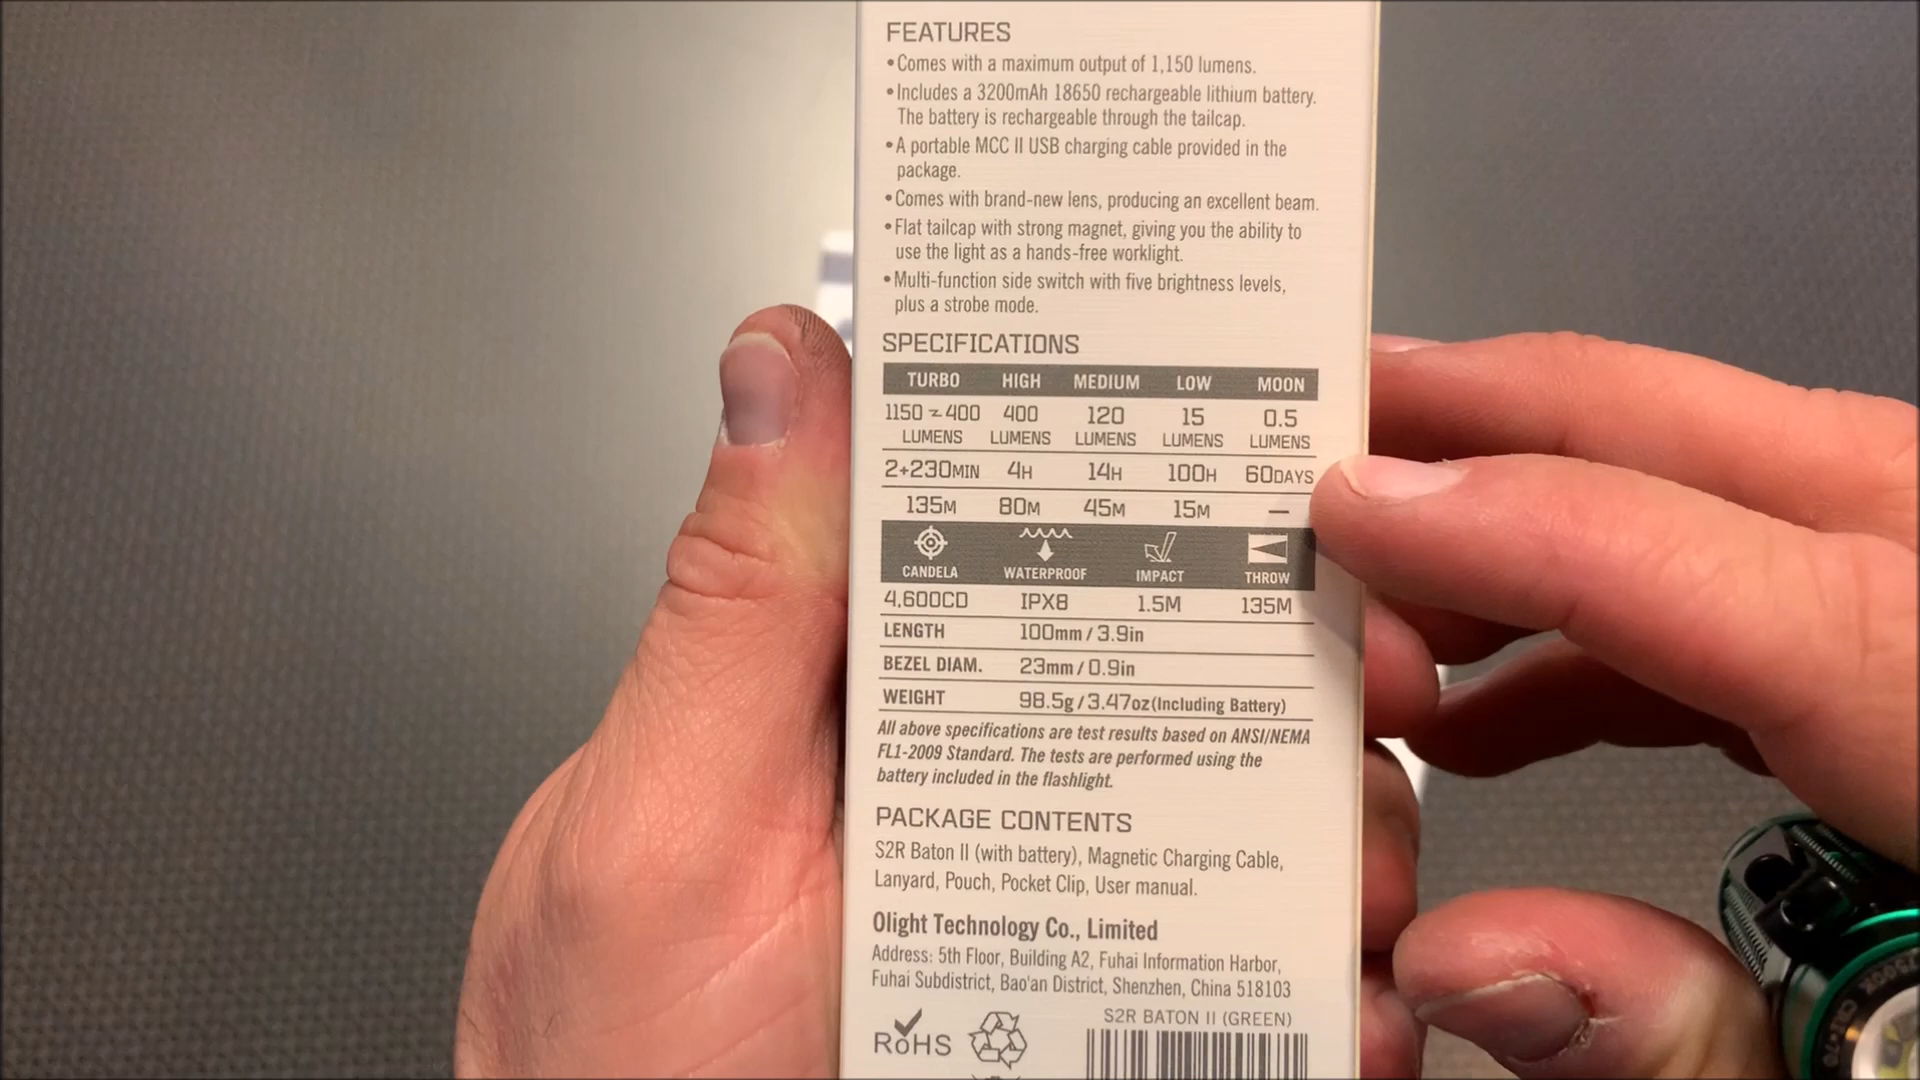 FEATURES
•Comes with a maximum output of 1,150 lumens.
•Includes a 3200mAh 18650 rechargeable lithium battery.
The battery is rechargeable through the tailcap.
•A portable MCC II USB charging cable provided in the
package.
•Comes with brand-new lens, producing an excellent beam.
•Flat tailcap with strong magnet, giving you the ability to
use the light as a hands-free worklight.
•Multi-function side switch with five brightness levels,
plus a strobe mode.
SPECIFICATIONS
TURBO HIGH MEDIUM LOW MOON
1150 ~ 400 400 120 15 0.5
LUMENS LUMENS LUMENS LUMENS LUMENS
2+230MIN 4H 14H 100H 60DAYS
135M 80M 45M 15M —
CANDELA WATERPROOF IMPACT THROW
4,600CD IPX8 1.5M 135M
LENGTH 100mm / 3.9in
BEZEL DIAM. 23mm / 0.9in
WEIGHT 98.5g / 3.47oz(Including Battery)
All above specifications are test results based on ANSI/NEMA
FL1-2009 Standard. The tests are performed using the
battery included in the flashlight.
PACKAGE CONTENTS
S2R Baton II (with battery), Magnetic Charging Cable,
Lanyard, Pouch, Pocket Clip, User manual.
Olight Technology Co., Limited
Address: 5th Floor, Building A2, Fuhai Information Harbor,
Fuhai Subdistrict, Bao'an District, Shenzhen, China 518103
S2R BATON II (GREEN)
RoHS